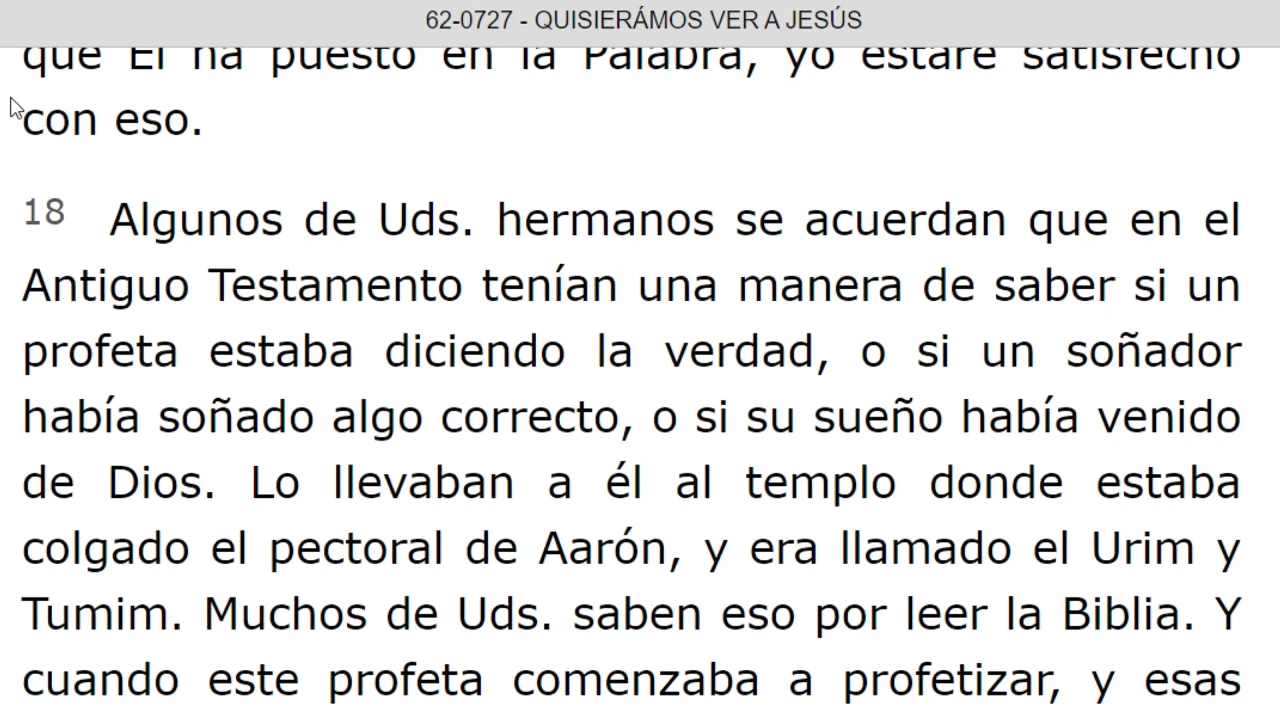 62-0727 - QUISIERÁMOS VER A JESÚS
que Él ha puesto en la Palabra, yo estaré satisfecho
con eso.
18 Algunos de Uds. hermanos se acuerdan que en el
Antiguo Testamento tenían una manera de saber si un
profeta estaba diciendo la verdad, o si un soñador
había soñado algo correcto, o si su sueño había venido
de Dios. Lo llevaban a él al templo donde estaba
colgado el pectoral de Aarón, y era llamado el Urim y
Tumim. Muchos de Uds. saben eso por leer la Biblia. Y
cuando este profeta comenzaba a profetizar, y esas